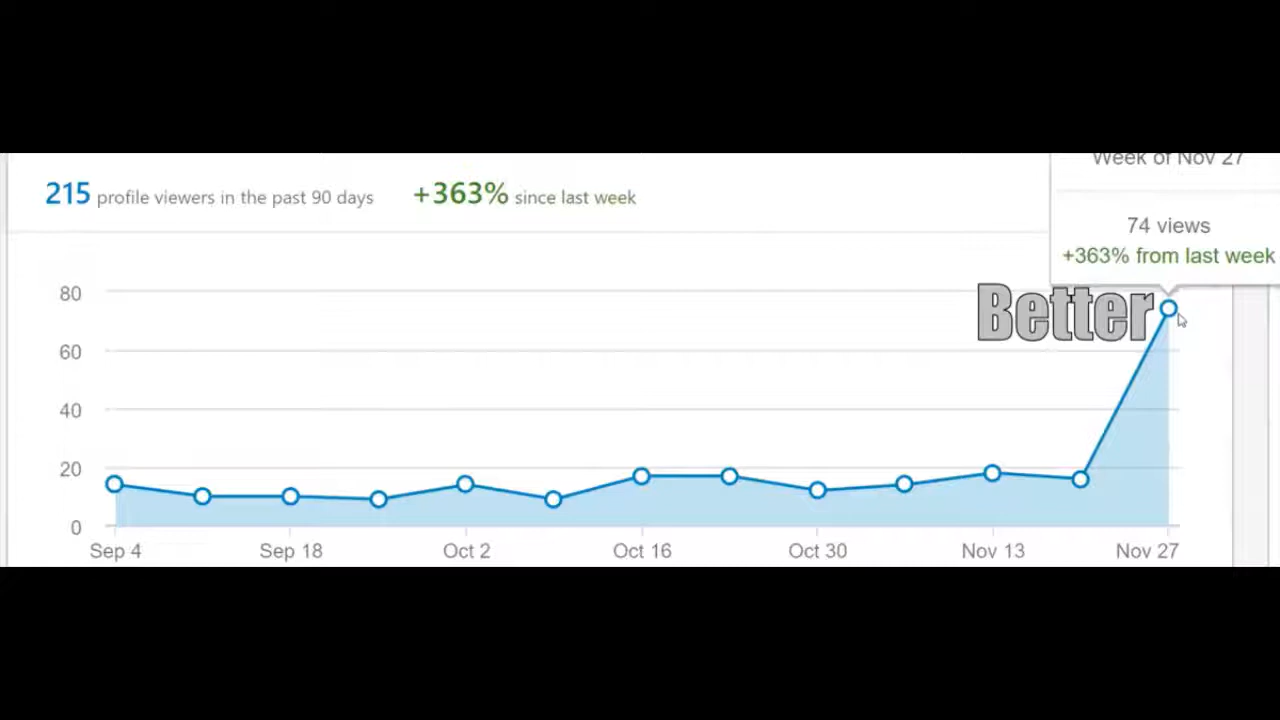 Week of Nov 27
215 profile viewers in the past 90 days +363% since last week
74 views
+363% from last week
Better
80
60
40
20
0
Sep 4 Sep 18 Oct 2 Oct 16 Oct 30 Nov 13 Nov 27